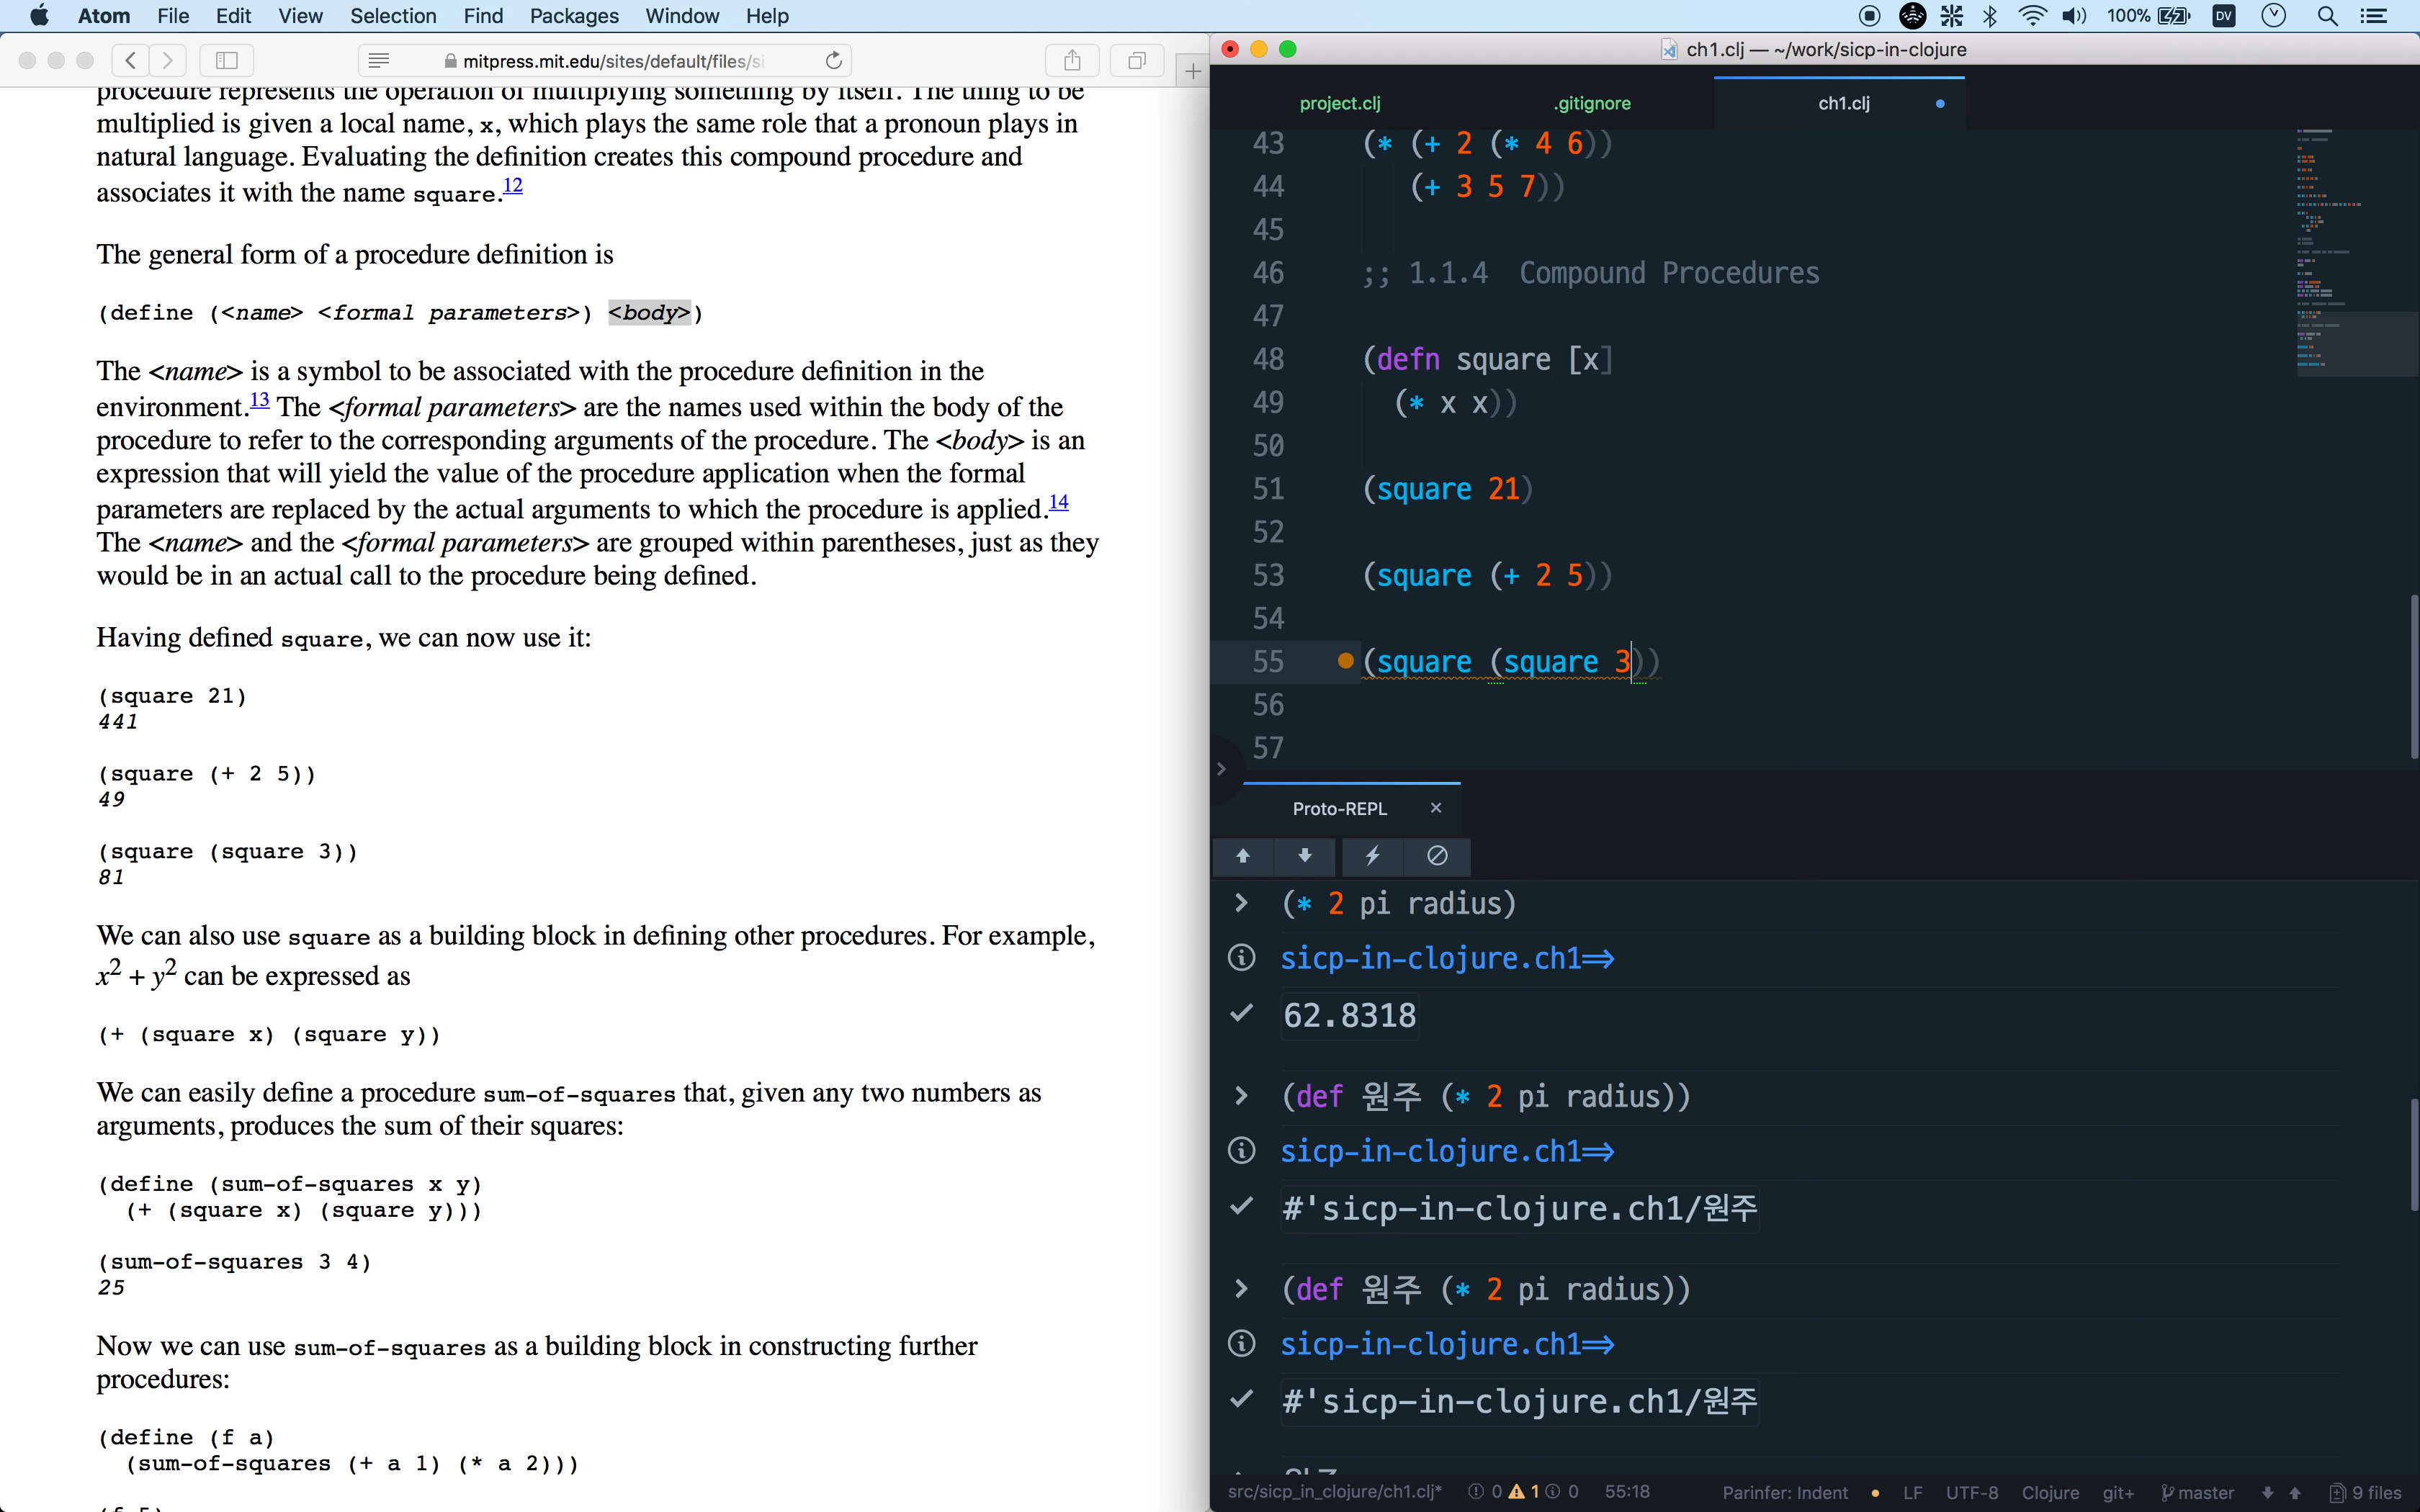 Atom File Edit View Selection Find Packages Window Help 100% DV
mitpress.mit.edu/sites/default/files/si
procedure represents the operation of multiplying something by itself. The thing to be
multiplied is given a local name, x, which plays the same role that a pronoun plays in
natural language. Evaluating the definition creates this compound procedure and
associates it with the name square.12
The general form of a procedure definition is
(define (<name> <formal parameters>) <body>)
The <name> is a symbol to be associated with the procedure definition in the
environment.13 The <formal parameters> are the names used within the body of the
procedure to refer to the corresponding arguments of the procedure. The <body> is an
expression that will yield the value of the procedure application when the formal
parameters are replaced by the actual arguments to which the procedure is applied.14
The <name> and the <formal parameters> are grouped within parentheses, just as they
would be in an actual call to the procedure being defined.
Having defined square, we can now use it:
(square 21)
441
(square (+ 2 5))
49
(square (square 3))
81
We can also use square as a building block in defining other procedures. For example,
x2 + y2 can be expressed as
(+ (square x) (square y))
We can easily define a procedure sum-of-squares that, given any two numbers as
arguments, produces the sum of their squares:
(define (sum-of-squares x y)
(+ (square x) (square y)))
(sum-of-squares 3 4)
25
Now we can use sum-of-squares as a building block in constructing further
procedures:
(define (f a)
(sum-of-squares (+ a 1) (* a 2)))
ch1.clj — ~/work/sicp-in-clojure
project.clj .gitignore ch1.clj
43 (* (+ 2 (* 4 6))
44 (+ 3 5 7))
45
46 ;; 1.1.4 Compound Procedures
47
48 (defn square [x]
49 (* x x))
50
51 (square 21)
52
53 (square (+ 2 5))
54
55 (square (square 3))
56
57
Proto-REPL ×
(* 2 pi radius)
sicp-in-clojure.ch1=>
62.8318
(def 원주 (* 2 pi radius))
sicp-in-clojure.ch1=>
#'sicp-in-clojure.ch1/원주
(def 원주 (* 2 pi radius))
sicp-in-clojure.ch1=>
#'sicp-in-clojure.ch1/원주
src/sicp_in_clojure/ch1.clj* 0 1 0 55:18 Parinfer: Indent LF UTF-8 Clojure git+ master 9 files